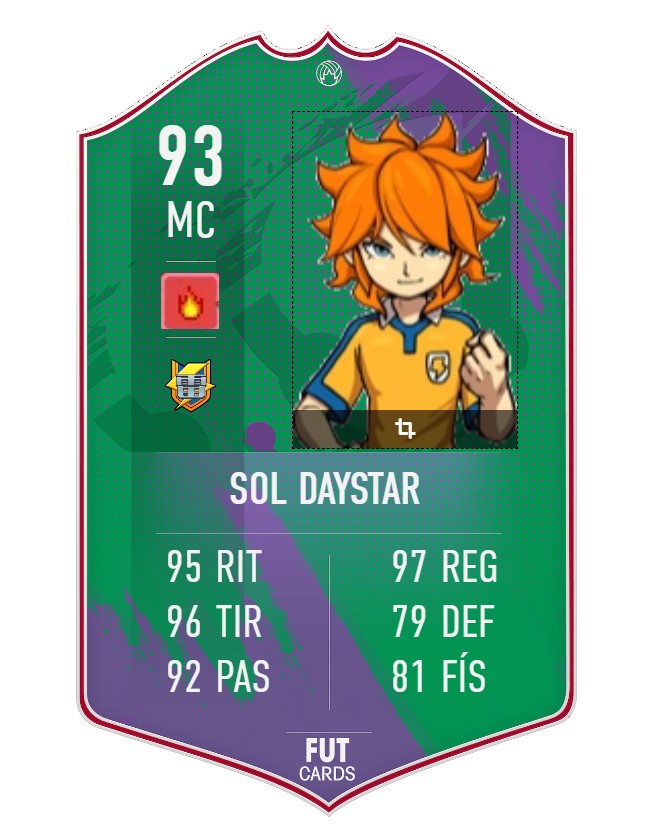 93
MC
SOL DAYSTAR
95 RIT
96 TIR
92 PAS
97 REG
79 DEF
81 FÍS
FUT
CARDS